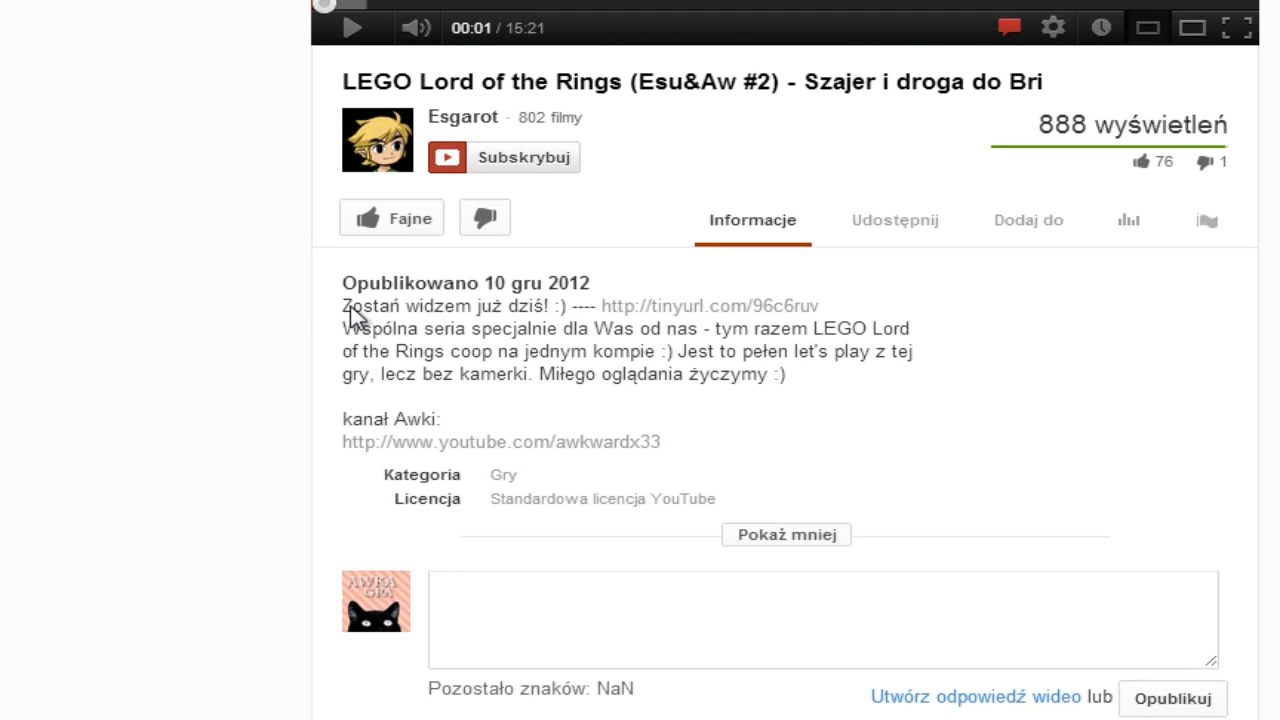 00:01 / 15:21
LEGO Lord of the Rings (Esu&Aw #2) - Szajer i droga do Bri
Esgarot · 802 filmy
888 wyświetleń
Subskrybuj
76 1
Fajne
Informacje Udostępnij Dodaj do
Opublikowano 10 gru 2012
Zostań widzem już dziś! :) ---- http://tinyurl.com/96c6ruv
Wspólna seria specjalnie dla Was od nas - tym razem LEGO Lord
of the Rings coop na jednym kompie :) Jest to pełen let's play z tej
gry, lecz bez kamerki. Miłego oglądania życzymy :)
kanał Awki:
http://www.youtube.com/awkwardx33
Kategoria Gry
Licencja Standardowa licencja YouTube
Pokaż mniej
AWKA
GRA
Pozostało znaków: NaN
Utwórz odpowiedź wideo lub Opublikuj